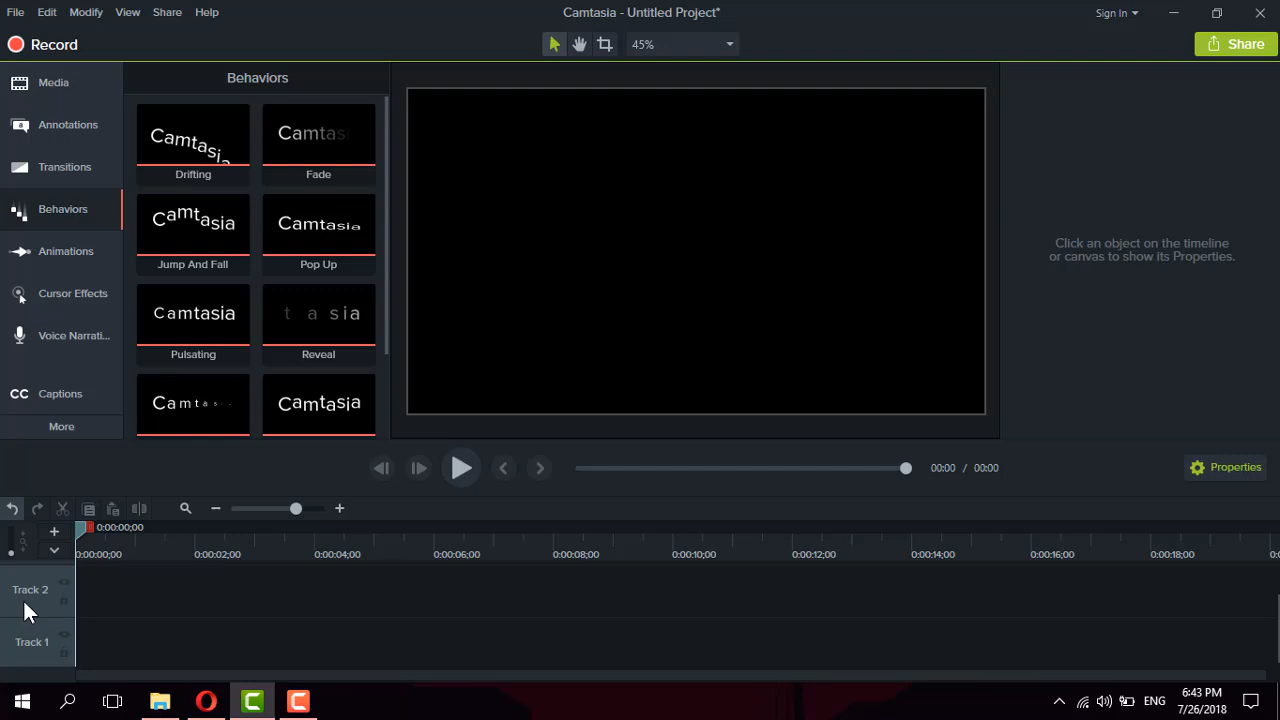 File Edit Modify View Share Help
Camtasia - Untitled Project*
Sign In
Record
45%
Share
Media
Annotations
Transitions
Behaviors
Animations
Cursor Effects
Voice Narrati...
CC Captions
More
Behaviors
Camtasia
Drifting
Camtasi
Fade
Camtasia
Jump And Fall
Camtasia
Pop Up
Camtasia
Pulsating
t a s i a
Reveal
Camtas
Camtasia
Click an object on the timeline
or canvas to show its Properties.
00:00 / 00:00
Properties
0:00:00;00
0:00:00;00 0:00:02;00 0:00:04;00 0:00:06;00 0:00:08;00 0:00:10;00 0:00:12;00 0:00:14;00 0:00:16;00 0:00:18;00
Track 2
Track 1
ENG
6:43 PM
7/26/2018